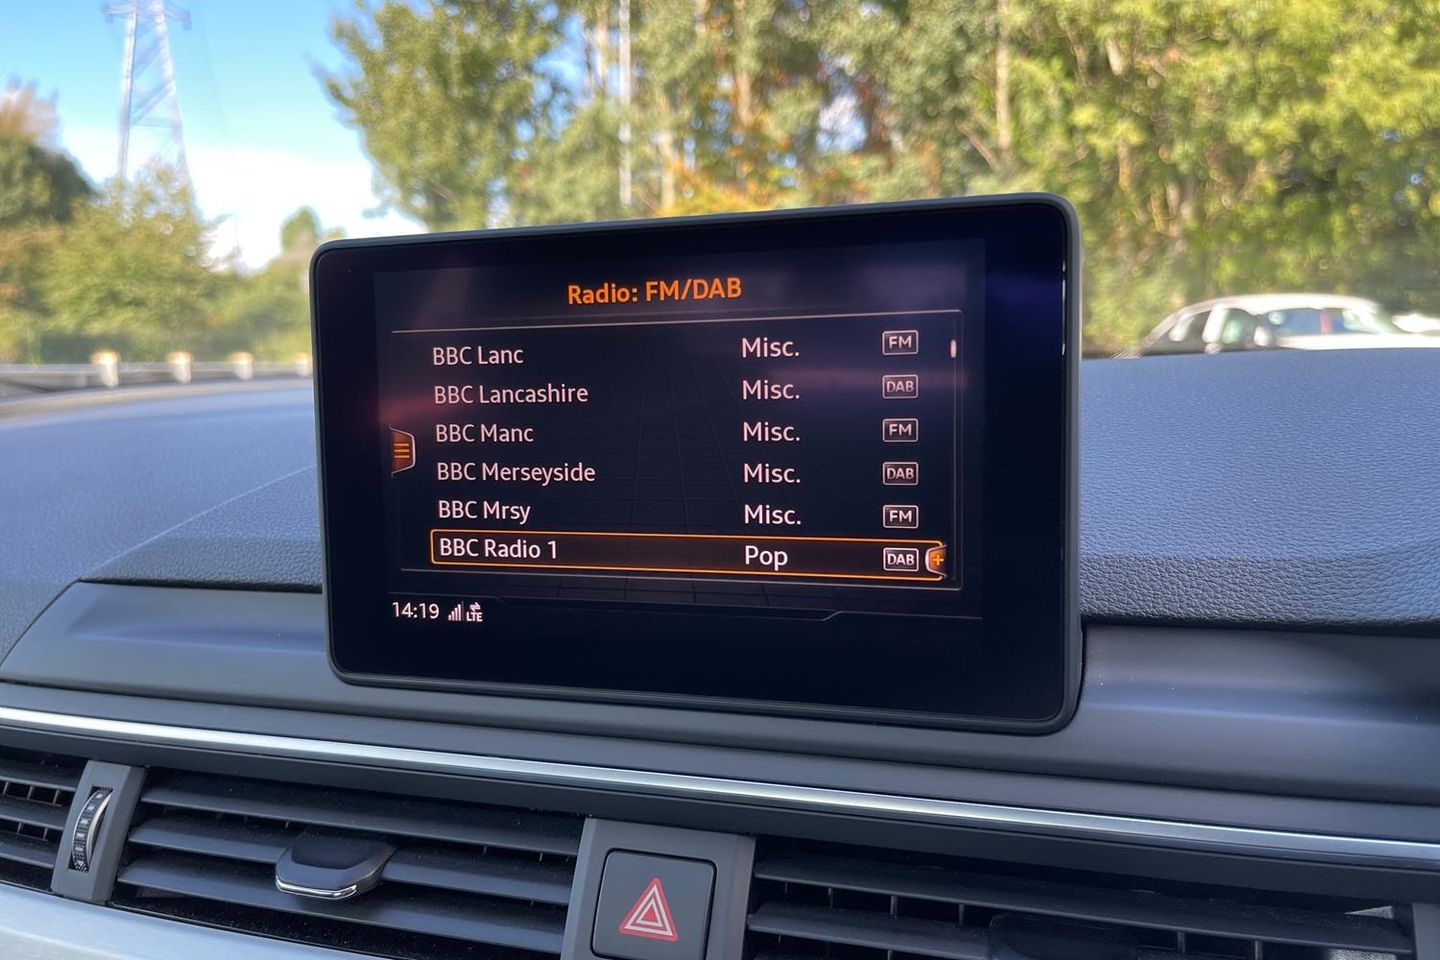 Radio: FM/DAB
BBC Lanc Misc. FM
BBC Lancashire Misc. DAB
BBC Manc Misc. FM
BBC Merseyside Misc. DAB
BBC Mrsy Misc. FM
BBC Radio 1 Pop DAB
14:19 LTE